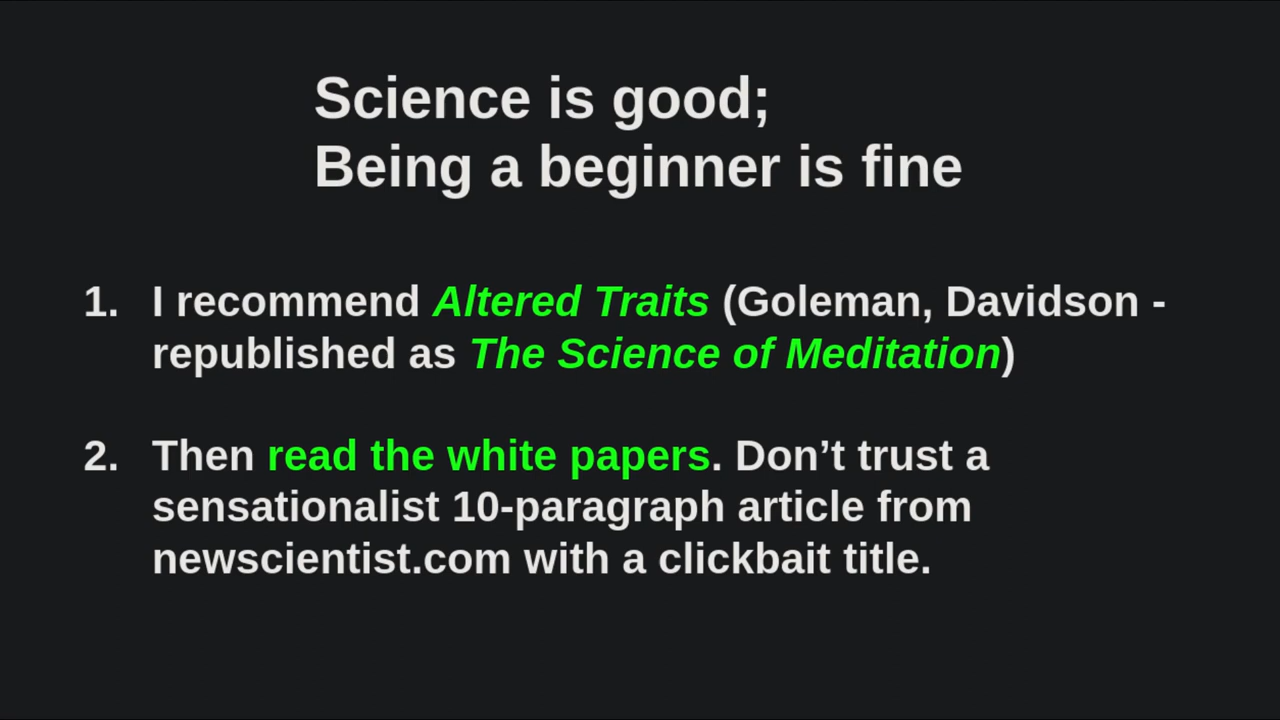 Science is good;
Being a beginner is fine
1. I recommend Altered Traits (Goleman, Davidson -
republished as The Science of Meditation)
2. Then read the white papers. Don’t trust a
sensationalist 10-paragraph article from
newscientist.com with a clickbait title.